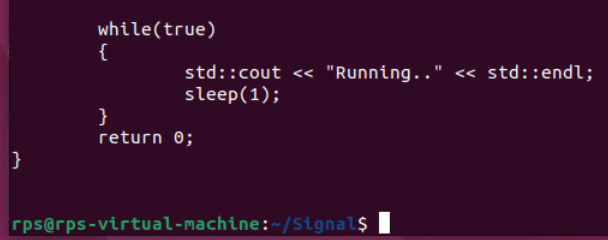 while(true)
{
std::cout << "Running.." << std::endl;
sleep(1);
}
return 0;
}
rps@rps-virtual-machine:~/Signal$